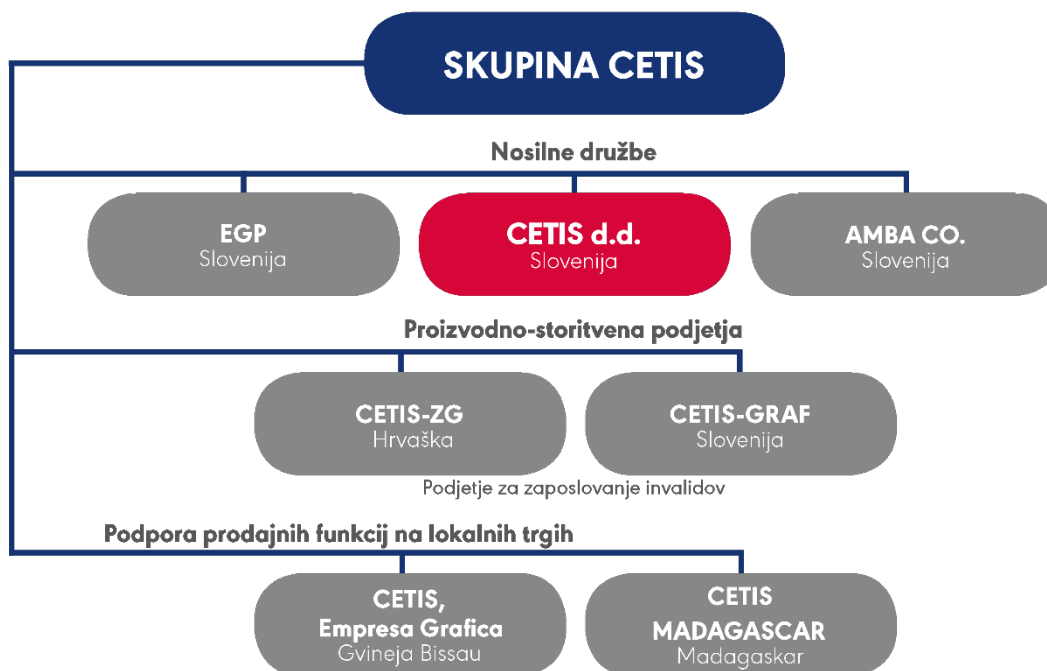 SKUPINA CETIS
Nosilne družbe
EGP
Slovenija
CETIS d.d.
Slovenija
AMBA CO.
Slovenija
Proizvodno-storitvena podjetja
CETIS-ZG
Hrvaška
CETIS-GRAF
Slovenija
Podjetje za zaposlovanje invalidov
Podpora prodajnih funkcij na lokalnih trgih
CETIS,
Empresa Grafica
Gvineja Bissau
CETIS
MADAGASCAR
Madagaskar